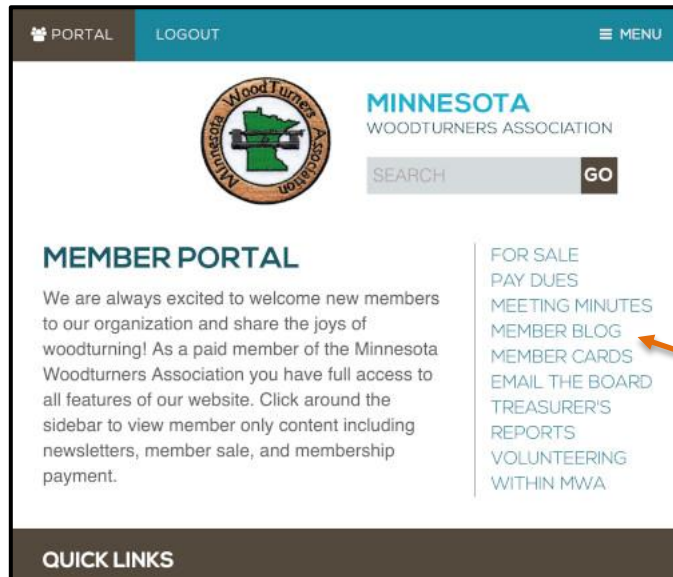 PORTAL LOGOUT MENU
Minnesota WoodTurners Association
MINNESOTA
WOODTURNERS ASSOCIATION
SEARCH GO
MEMBER PORTAL
We are always excited to welcome new members
to our organization and share the joys of
woodturning! As a paid member of the Minnesota
Woodturners Association you have full access to
all features of our website. Click around the
sidebar to view member only content including
newsletters, member sale, and membership
payment.
FOR SALE
PAY DUES
MEETING MINUTES
MEMBER BLOG
MEMBER CARDS
EMAIL THE BOARD
TREASURER'S
REPORTS
VOLUNTEERING
WITHIN MWA
QUICK LINKS